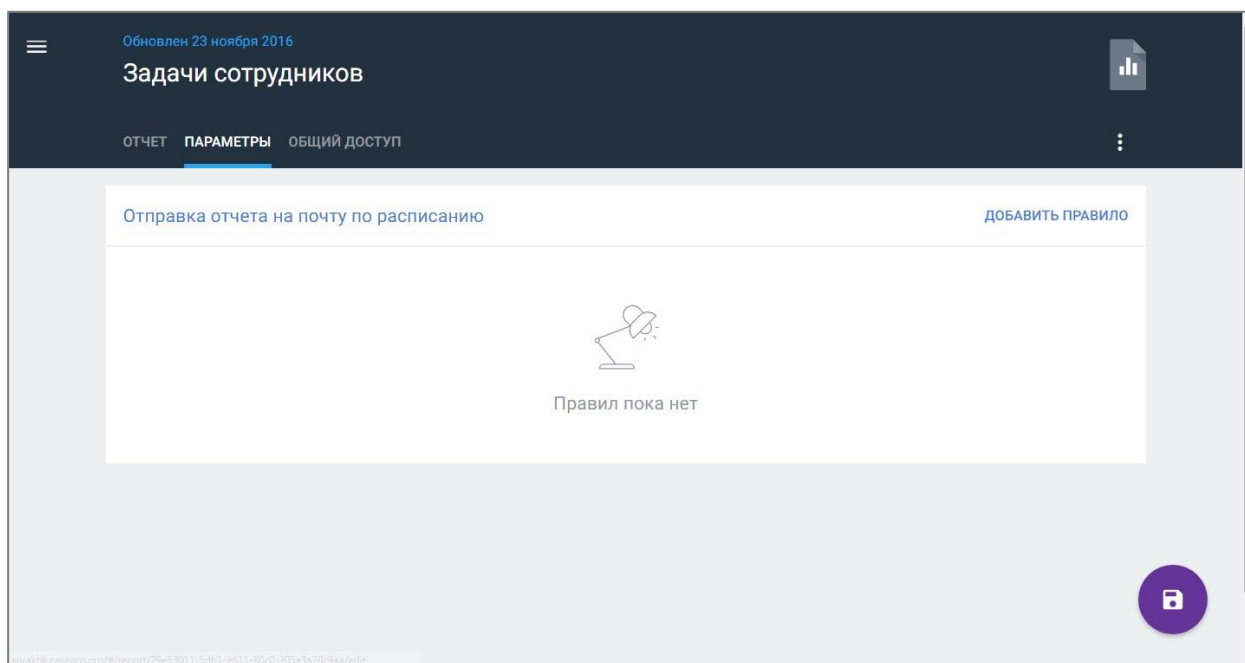 Обновлен 23 ноября 2016
Задачи сотрудников
ОТЧЕТ ПАРАМЕТРЫ ОБЩИЙ ДОСТУП
Отправка отчета на почту по расписанию ДОБАВИТЬ ПРАВИЛО
Правил пока нет